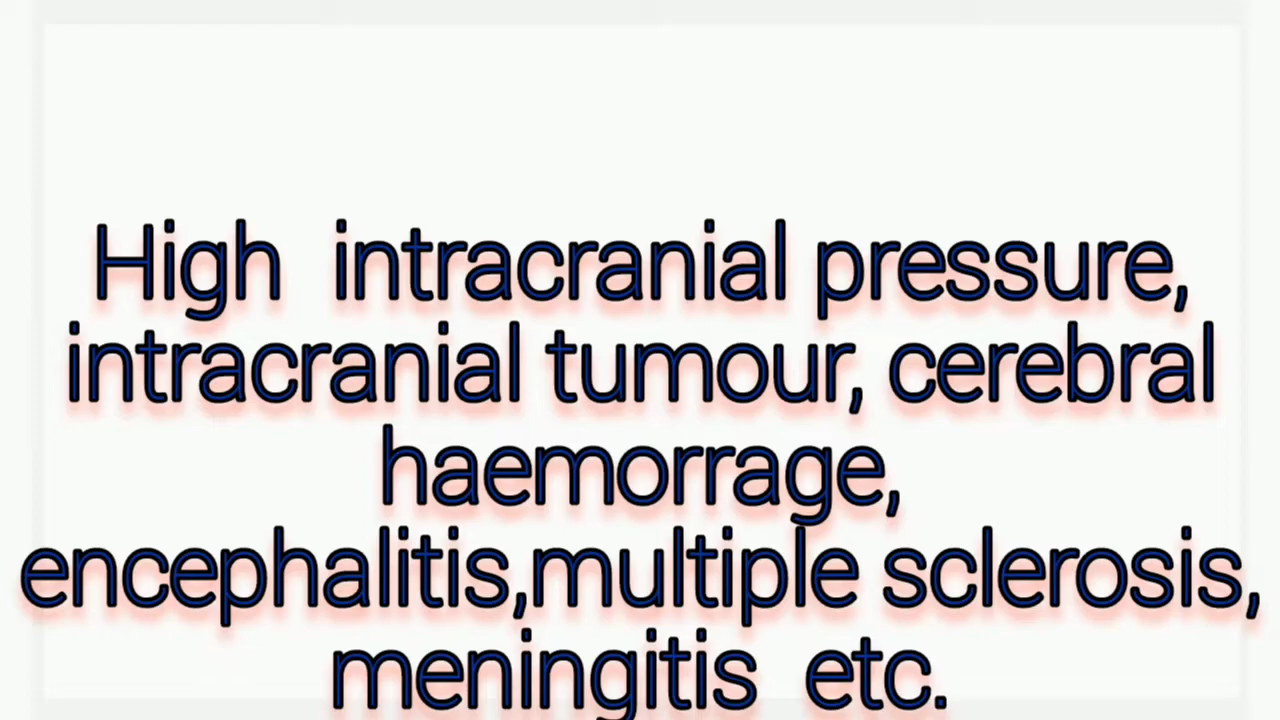 High intracranial pressure,
intracranial tumour, cerebral
haemorrage,
encephalitis,multiple sclerosis,
meningitis etc.